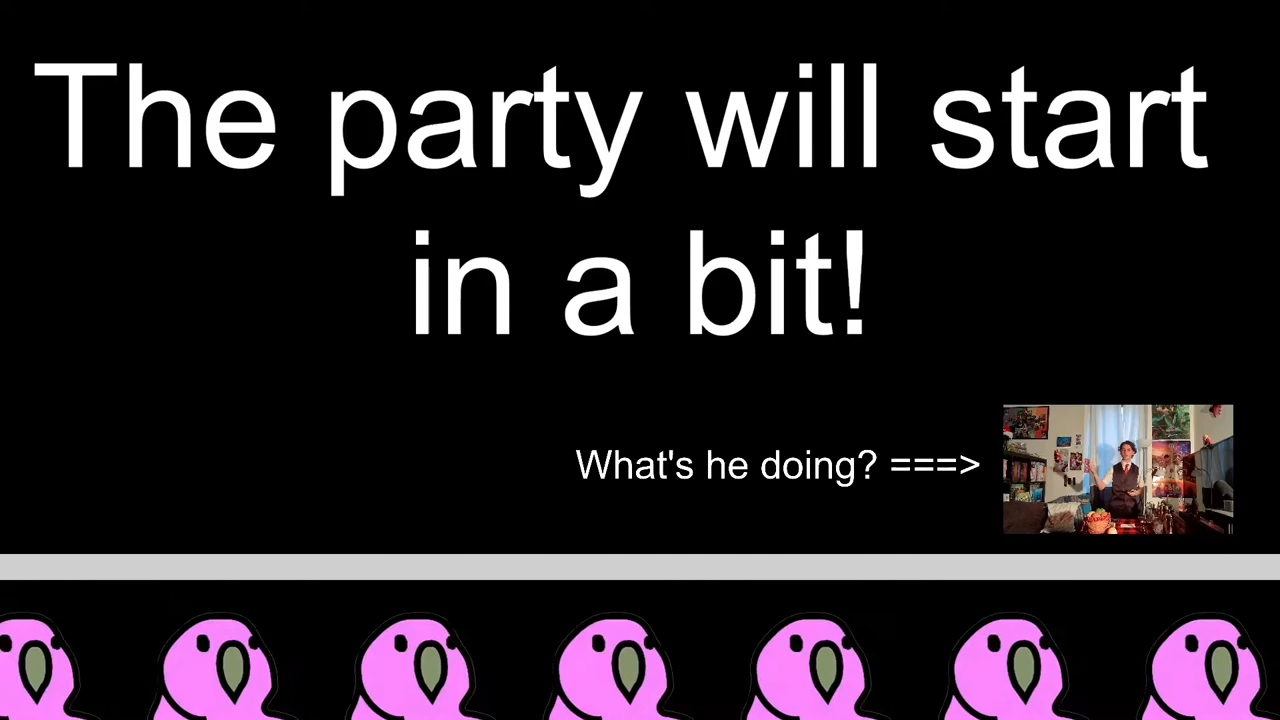 The party will start
in a bit!
What's he doing? ===>